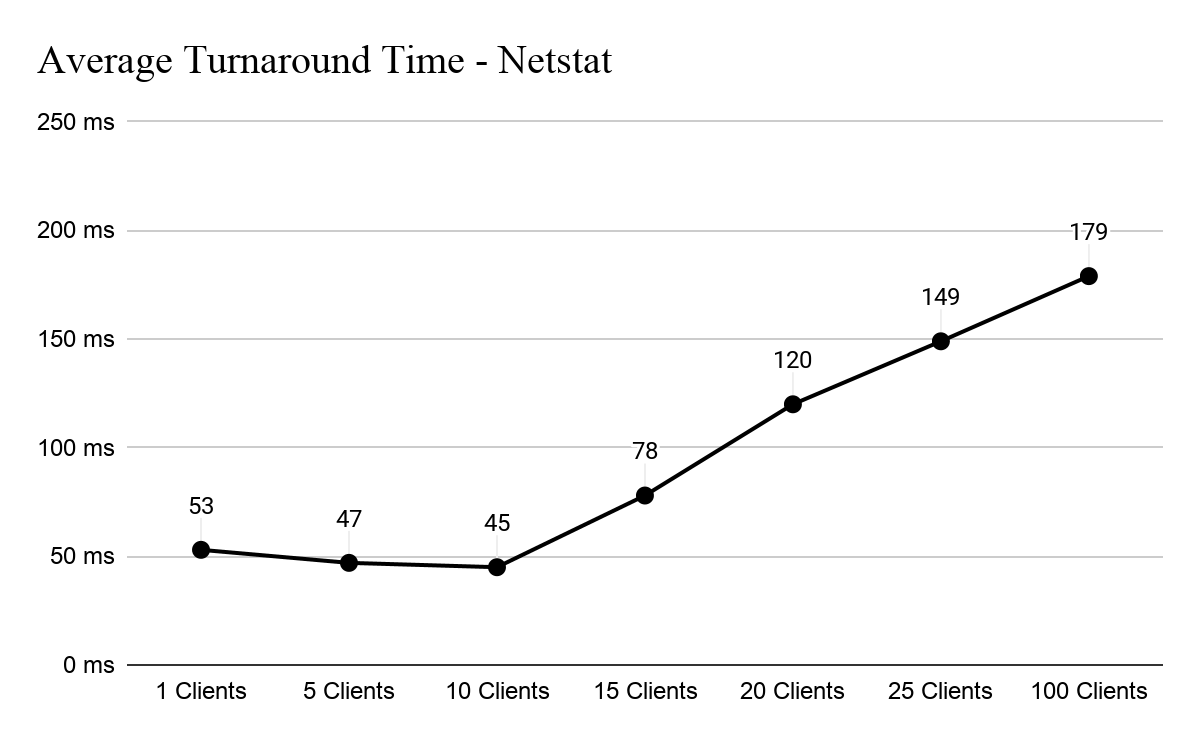 Average Turnaround Time - Netstat
250 ms
200 ms
150 ms
100 ms
50 ms
0 ms
53
47
45
78
120
149
179
1 Clients
5 Clients
10 Clients
15 Clients
20 Clients
25 Clients
100 Clients